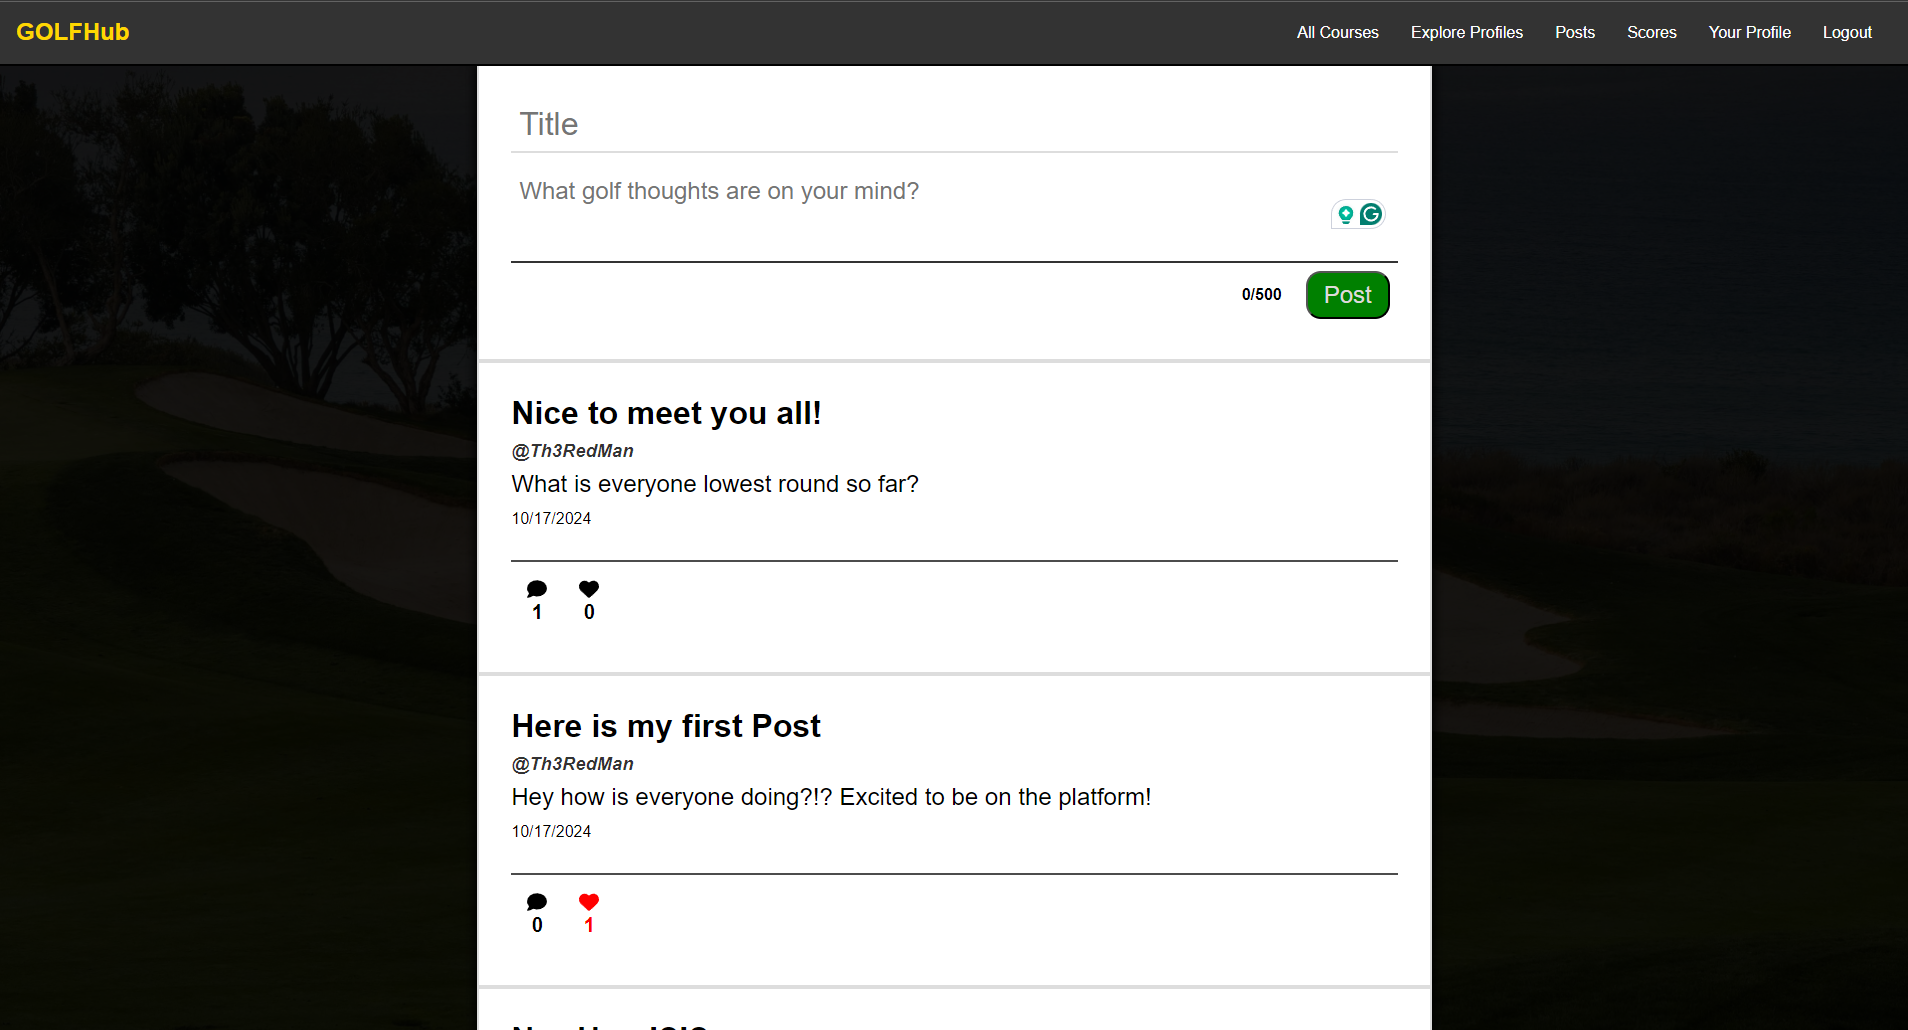 GOLFHub
All Courses Explore Profiles Posts Scores Your Profile Logout
Title
What golf thoughts are on your mind?
0/500 Post
Nice to meet you all!
@Th3RedMan
What is everyone lowest round so far?
10/17/2024
1 0
Here is my first Post
@Th3RedMan
Hey how is everyone doing?!? Excited to be on the platform!
10/17/2024
0 1